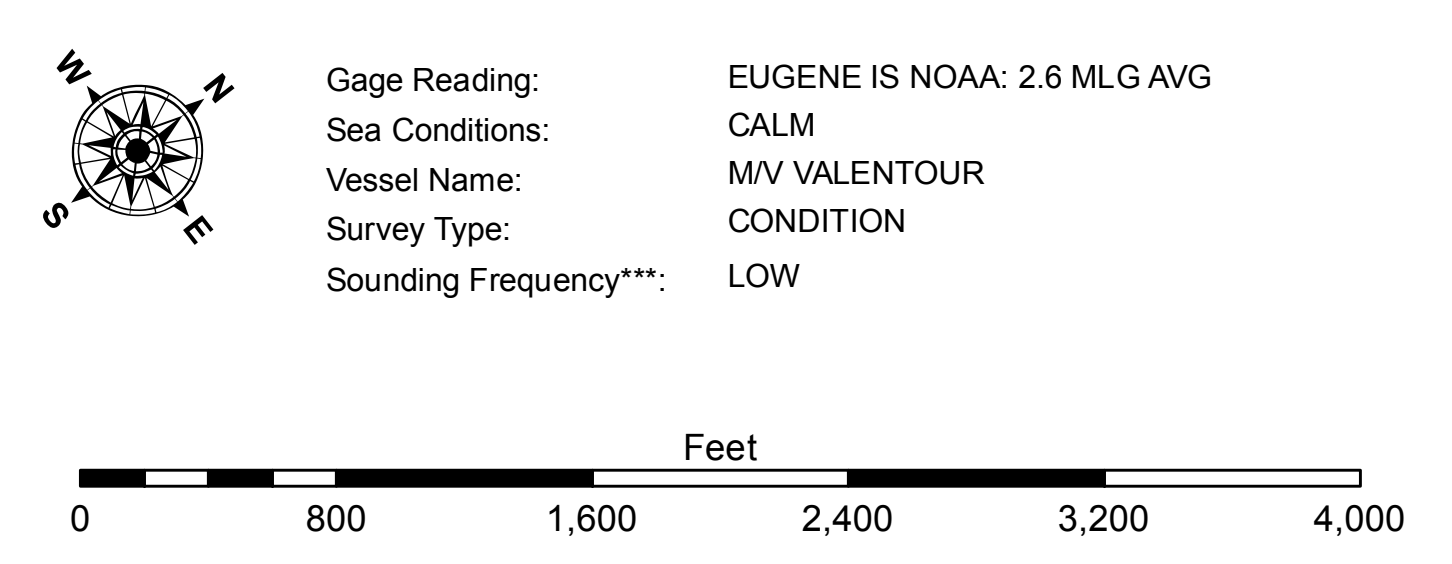 W
N
S
E
Gage Reading: EUGENE IS NOAA: 2.6 MLG AVG
Sea Conditions: CALM
Vessel Name: M/V VALENTOUR
Survey Type: CONDITION
Sounding Frequency***: LOW
Feet
0 800 1,600 2,400 3,200 4,000